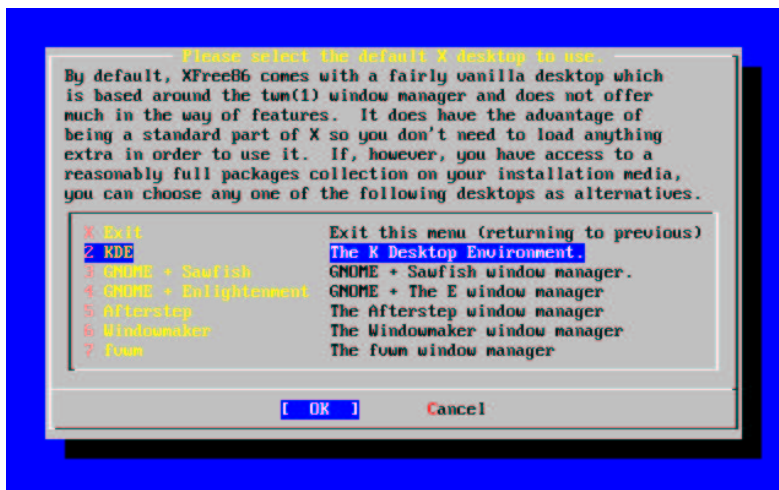 Please select the default X desktop to use.
By default, XFree86 comes with a fairly vanilla desktop which
is based around the twm(1) window manager and does not offer
much in the way of features.  It does have the advantage of
being a standard part of X so you don't need to load anything
extra in order to use it.  If, however, you have access to a
reasonably full packages collection on your installation media,
you can choose any one of the following desktops as alternatives.
X Exit Exit this menu (returning to previous)
2 KDE The K Desktop Environment.
3 GNOME + Sawfish GNOME + Sawfish window manager.
4 GNOME + Enlightenment GNOME + The E window manager
5 Afterstep The Afterstep window manager
6 Windowmaker The Windowmaker window manager
7 fvwm The fvwm window manager
[ OK ] Cancel